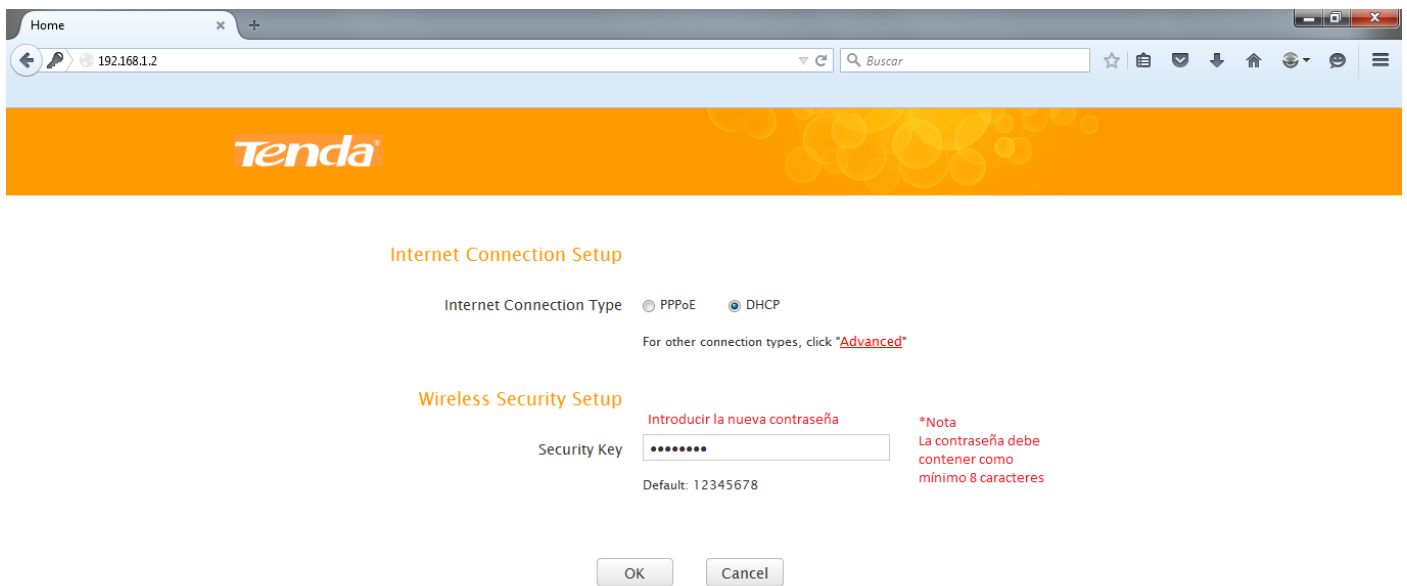 Home
192.168.1.2
Buscar
Tenda®
Internet Connection Setup
Internet Connection Type PPPoE DHCP
For other connection types, click "Advanced"
Wireless Security Setup
Introducir la nueva contraseña
Security Key ••••••••
Default: 12345678
*Nota
La contraseña debe
contener como
mínimo 8 caracteres
OK Cancel